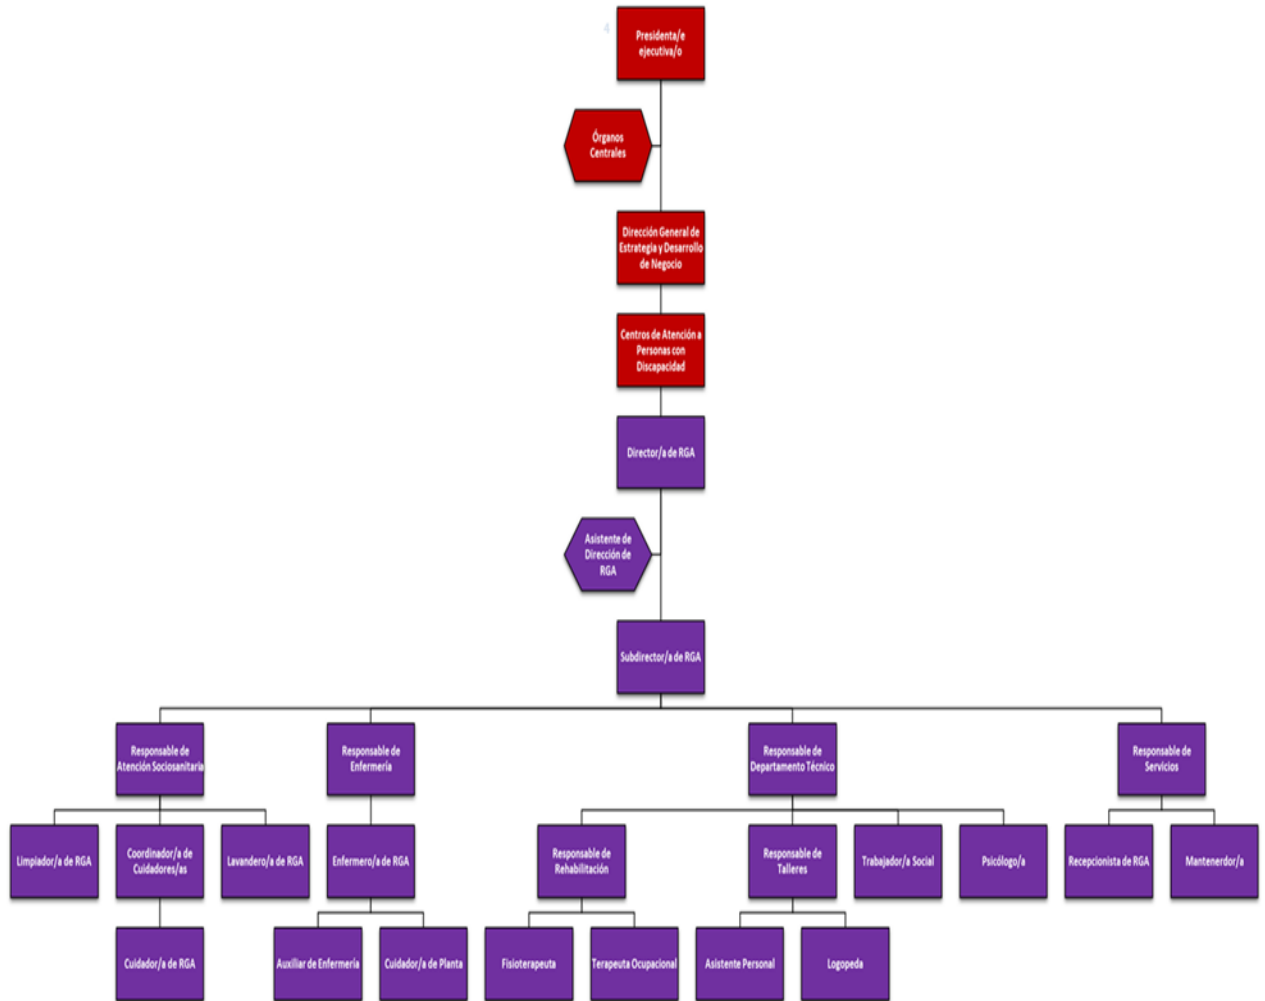 4
Presidenta/e
ejecutiva/o
Órganos
Centrales
Dirección General de
Estrategia y Desarrollo
de Negocio
Centros de Atención a
Personas con
Discapacidad
Director/a de RGA
Asistente de
Dirección de
RGA
Subdirector/a de RGA
Responsable de
Atención Sociosanitaria
Responsable de
Enfermería
Responsable de
Departamento Técnico
Responsable de
Servicios
Limpiador/a de RGA
Coordinador/a de
Cuidadores/as
Lavandero/a de RGA
Enfermero/a de RGA
Responsable de
Rehabilitación
Responsable de
Talleres
Trabajador/a Social
Psicólogo/a
Recepcionista de RGA
Mantenerdor/a
Cuidador/a de RGA
Auxiliar de Enfermería
Cuidador/a de Planta
Fisioterapeuta
Terapeuta Ocupacional
Asistente Personal
Logopeda